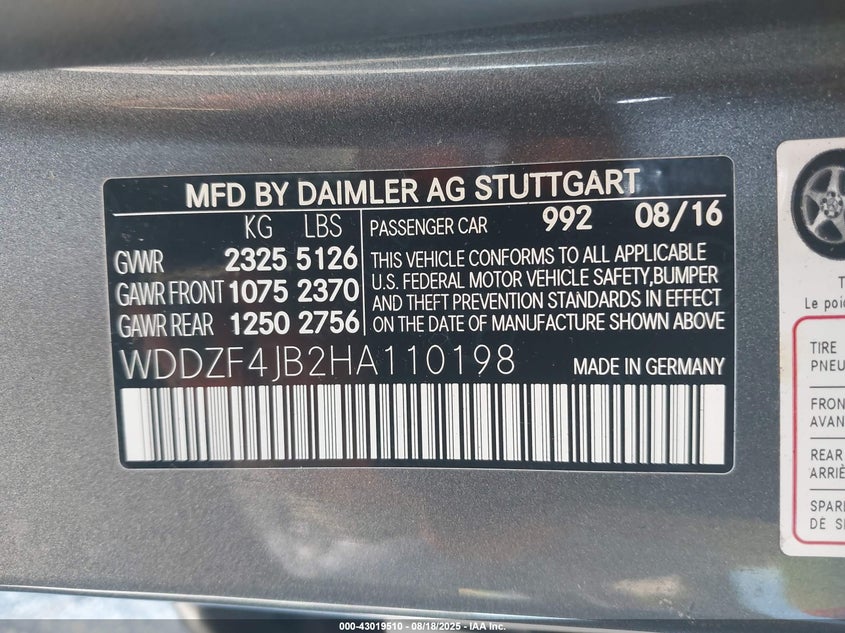 MFD BY DAIMLER AG STUTTGART
KG LBS
GVWR 2325 5126
GAWR FRONT 1075 2370
GAWR REAR 1250 2756
PASSENGER CAR 992 08/16
THIS VEHICLE CONFORMS TO ALL APPLICABLE
U.S. FEDERAL MOTOR VEHICLE SAFETY,BUMPER
AND THEFT PREVENTION STANDARDS IN EFFECT
ON THE DATE OF MANUFACTURE SHOWN ABOVE
WDDZF4JB2HA110198 MADE IN GERMANY
Le
TIRE
FRON
AVAN
REAR
ARRIÈ
SPAR
DE
000-43019510 - 08/18/2025 - IAA Inc.